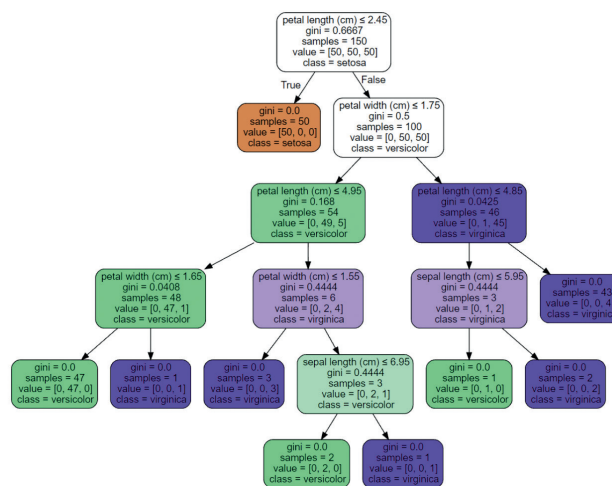 petal length (cm) ≤ 2.45
gini = 0.6667
samples = 150
value = [50, 50, 50]
class = setosa
True
False
gini = 0.0
samples = 50
value = [50, 0, 0]
class = setosa
petal width (cm) ≤ 1.75
gini = 0.5
samples = 100
value = [0, 50, 50]
class = versicolor
petal length (cm) ≤ 4.95
gini = 0.168
samples = 54
value = [0, 49, 5]
class = versicolor
petal length (cm) ≤ 4.85
gini = 0.0425
samples = 46
value = [0, 1, 45]
class = virginica
petal width (cm) ≤ 1.65
gini = 0.0408
samples = 48
value = [0, 47, 1]
class = versicolor
petal width (cm) ≤ 1.55
gini = 0.4444
samples = 6
value = [0, 2, 4]
class = virginica
sepal length (cm) ≤ 5.95
gini = 0.4444
samples = 3
value = [0, 1, 2]
class = virginica
gini = 0.0
samples = 43
value = [0, 0, 4
class = virginic
gini = 0.0
samples = 47
value = [0, 47, 0]
class = versicolor
gini = 0.0
samples = 1
value = [0, 0, 1]
class = virginica
gini = 0.0
samples = 3
value = [0, 0, 3]
class = virginica
sepal length (cm) ≤ 6.95
gini = 0.4444
samples = 3
value = [0, 2, 1]
class = versicolor
gini = 0.0
samples = 1
value = [0, 1, 0]
class = versicolor
gini = 0.0
samples = 2
value = [0, 0, 2]
class = virginica
gini = 0.0
samples = 2
value = [0, 2, 0]
class = versicolor
gini = 0.0
samples = 1
value = [0, 0, 1]
class = virginica